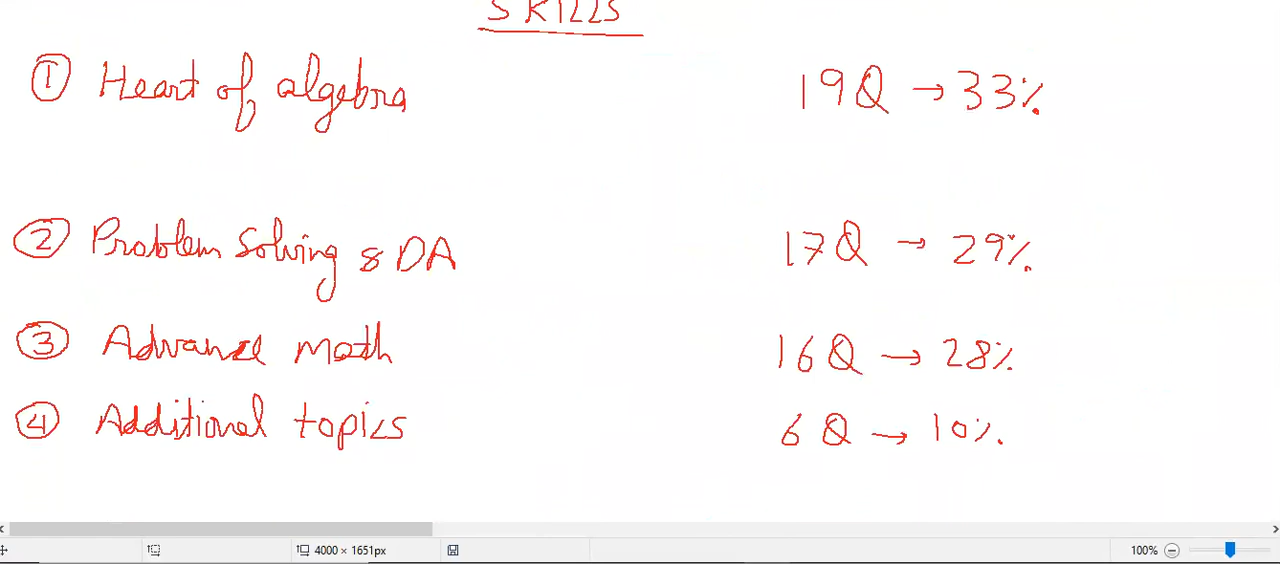 SKILLS
① Heart of algebra 19Q → 33%
② Problem Solving & DA 17Q → 29%
③ Advance math 16Q → 28%
④ Additional topics 6Q → 10%
4000 × 1651px 100%